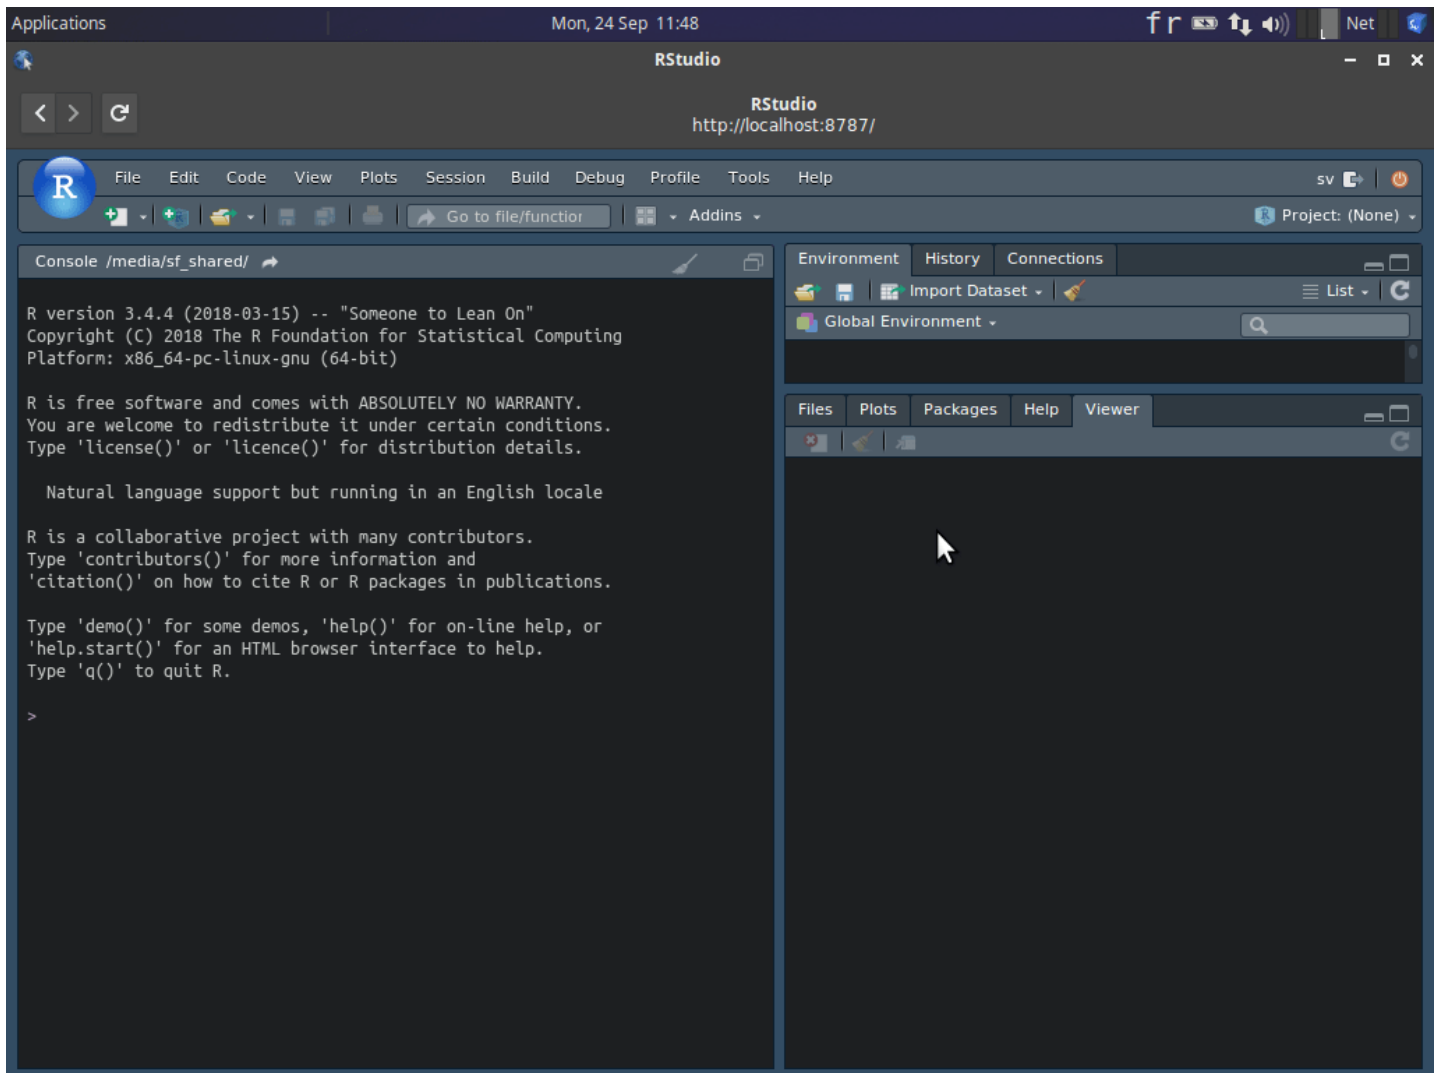 Applications
Mon, 24 Sep 11:48
fr
Net
RStudio
RStudio
http://localhost:8787/
R
File Edit Code View Plots Session Build Debug Profile Tools Help
sv
Go to file/function
Addins
Project: (None)
Console /media/sf_shared/
R version 3.4.4 (2018-03-15) -- "Someone to Lean On"
Copyright (C) 2018 The R Foundation for Statistical Computing
Platform: x86_64-pc-linux-gnu (64-bit)
R is free software and comes with ABSOLUTELY NO WARRANTY.
You are welcome to redistribute it under certain conditions.
Type 'license()' or 'licence()' for distribution details.
Natural language support but running in an English locale
R is a collaborative project with many contributors.
Type 'contributors()' for more information and
'citation()' on how to cite R or R packages in publications.
Type 'demo()' for some demos, 'help()' for on-line help, or
'help.start()' for an HTML browser interface to help.
Type 'q()' to quit R.
>
Environment History Connections
Import Dataset
List
Global Environment
Files Plots Packages Help Viewer